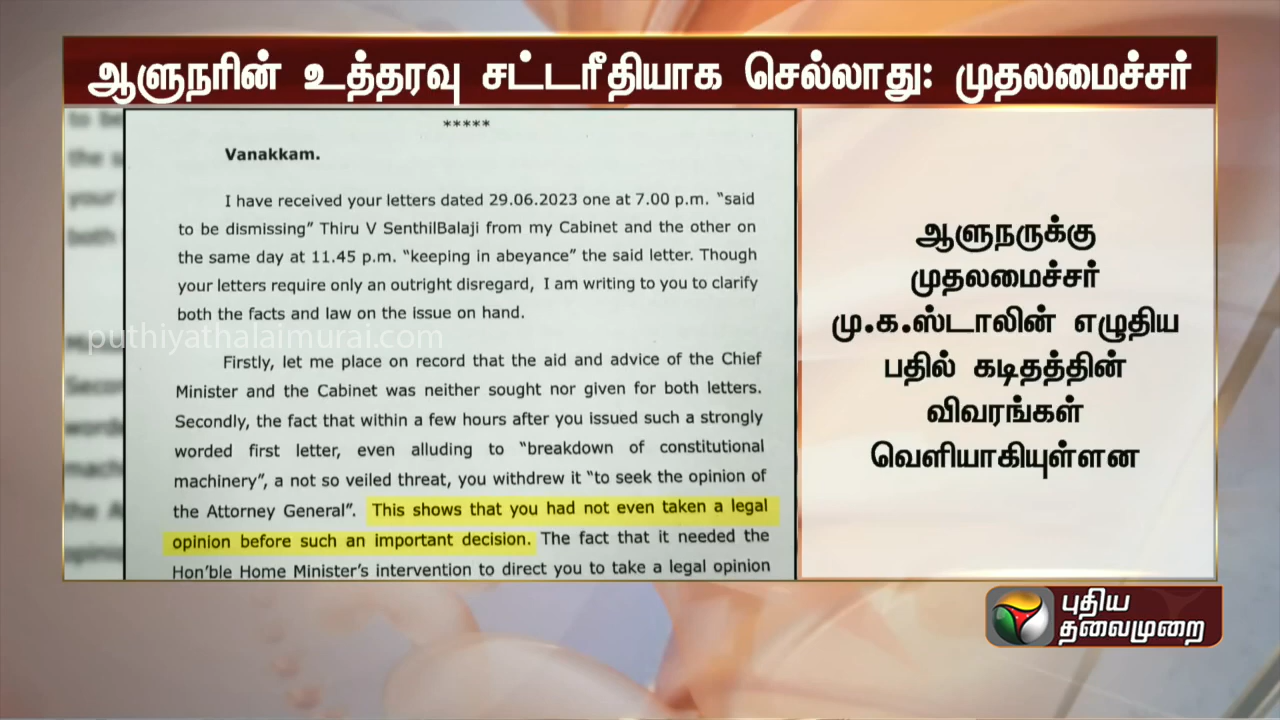 ஆளுநரின் உத்தரவு சட்டரீதியாக செல்லாது: முதலமைச்சர்
*****
Vanakkam.
I have received your letters dated 29.06.2023 one at 7.00 p.m. “said
to be dismissing” Thiru V SenthilBalaji from my Cabinet and the other on
the same day at 11.45 p.m. “keeping in abeyance” the said letter. Though
your letters require only an outright disregard, I am writing to you to clarify
both the facts and law on the issue on hand.
puthiyathalaimurai.com
Firstly, let me place on record that the aid and advice of the Chief
Minister and the Cabinet was neither sought nor given for both letters.
Secondly, the fact that within a few hours after you issued such a strongly
worded first letter, even alluding to “breakdown of constitutional
machinery”, a not so veiled threat, you withdrew it “to seek the opinion of
the Attorney General”. This shows that you had not even taken a legal
opinion before such an important decision. The fact that it needed the
Hon’ble Home Minister’s intervention to direct you to take a legal opinion
ஆளுநருக்கு
முதலமைச்சர்
மு.க.ஸ்டாலின் எழுதிய
பதில் கடிதத்தின்
விவரங்கள்
வெளியாகியுள்ளன
புதிய
தலைமுறை